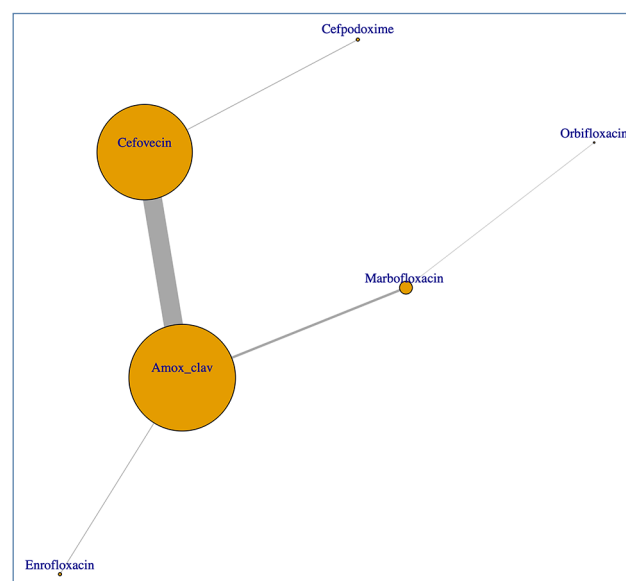 Cefpodoxime
Orbifloxacin
Cefovecin
Marbofloxacin
Amox_clav
Enrofloxacin